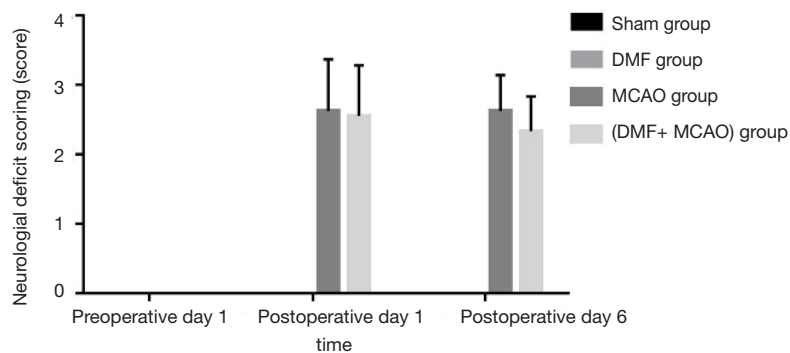 Neurologial deficit scoring (score)
4
3
2
1
0
Preoperative day 1
Postoperative day 1
Postoperative day 6
time
Sham group
DMF group
MCAO group
(DMF+ MCAO) group